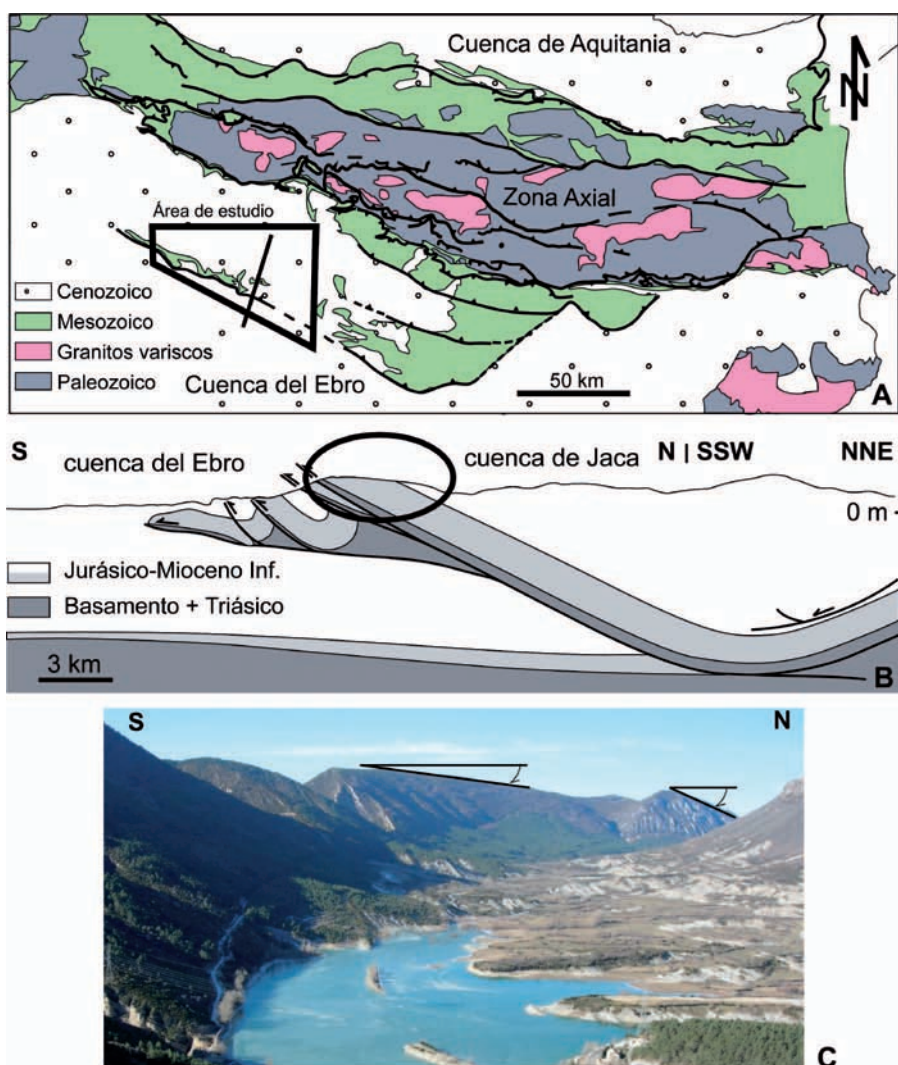 Cuenca de Aquitania
N
Zona Axial
Área de estudio
Cenozoico
Mesozoico
Granitos variscos
Paleozoico
Cuenca del Ebro
50 km
A
S
cuenca del Ebro
cuenca de Jaca
N | SSW
NNE
0 m
Jurásico-Mioceno Inf.
Basamento + Triásico
3 km
B
S
N
C